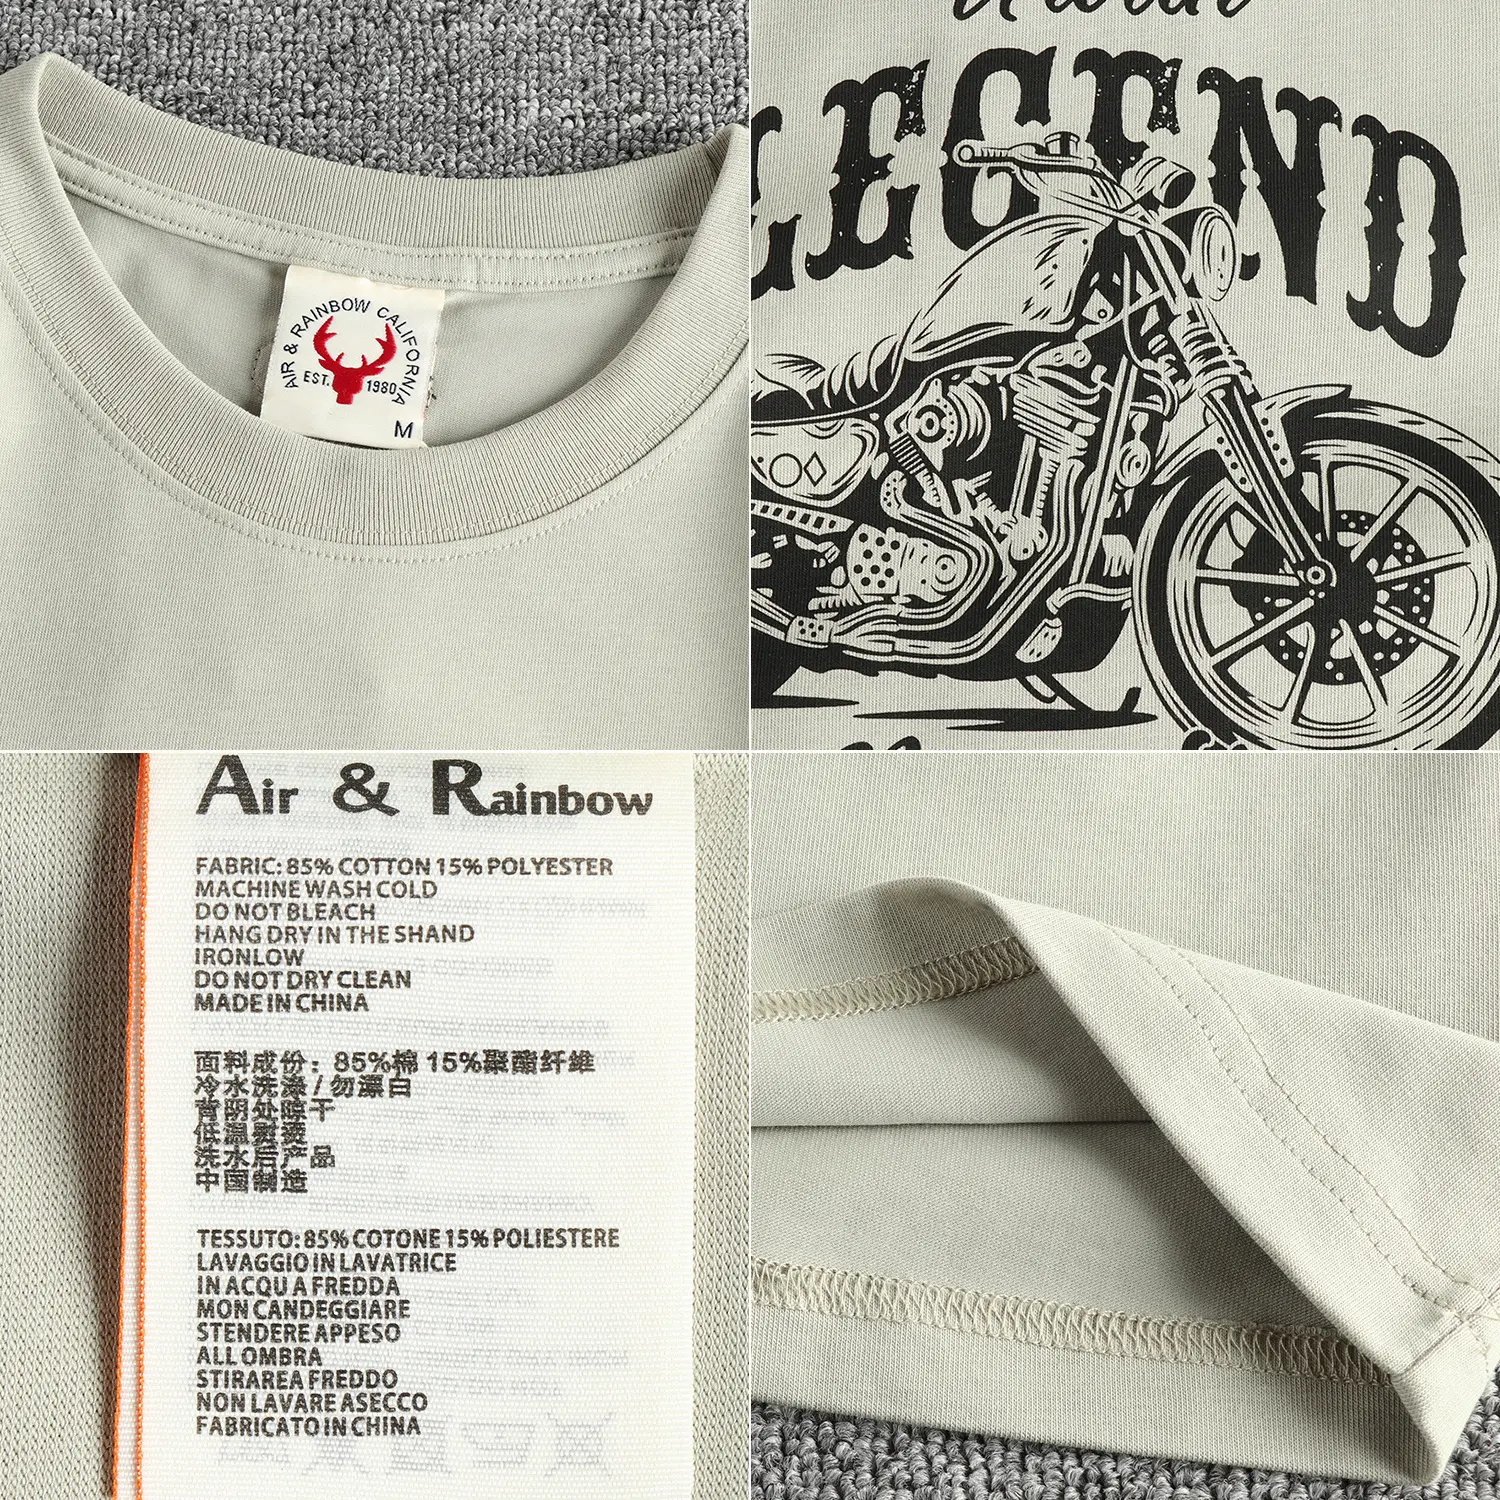 AIR & RAINBOW CALIFORNIA
EST. 1980
M
LEGEND
Air & Rainbow
FABRIC: 85% COTTON 15% POLYESTER
MACHINE WASH COLD
DO NOT BLEACH
HANG DRY IN THE SHAND
IRONLOW
DO NOT DRY CLEAN
MADE IN CHINA
面料成份：85%棉 15%聚酯纤维
冷水洗涤 / 勿漂白
背阴处晾干
低温熨烫
洗水后产品
中国制造
TESSUTO: 85% COTONE 15% POLIESTERE
LAVAGGIO IN LAVATRICE
IN ACQU A FREDDA
MON CANDEGGIARE
STENDERE APPESO
ALL OMBRA
STIRAREA FREDDO
NON LAVARE ASECCO
FABRICATO IN CHINA